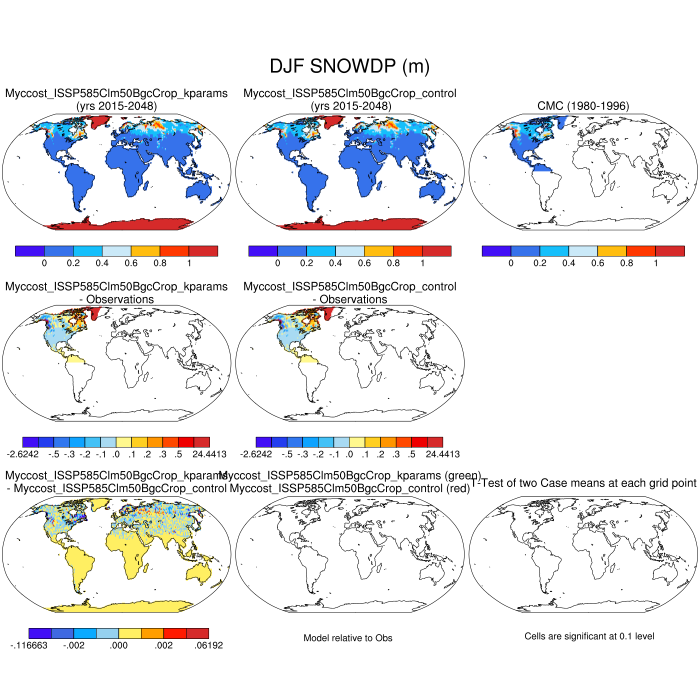 DJF SNOWDP (m)
Myccost_ISSP585Clm50BgcCrop_kparams
(yrs 2015-2048)
Myccost_ISSP585Clm50BgcCrop_control
(yrs 2015-2048)
CMC (1980-1996)
0 0.2 0.4 0.6 0.8 1
0 0.2 0.4 0.6 0.8 1
0 0.2 0.4 0.6 0.8 1
Myccost_ISSP585Clm50BgcCrop_kparams
- Observations
Myccost_ISSP585Clm50BgcCrop_control
- Observations
-2.6242 -.5 -.3 -.2 -.1 .0 .1 .2 .3 .5 24.4413
-2.6242 -.5 -.3 -.2 -.1 .0 .1 .2 .3 .5 24.4413
Myccost_ISSP585Clm50BgcCrop_kparams
- Myccost_ISSP585Clm50BgcCrop_control
Myccost_ISSP585Clm50BgcCrop_kparams (green)
Myccost_ISSP585Clm50BgcCrop_control (red)
T-Test of two Case means at each grid point
-.116663 -.002 .000 .002 .06192
Model relative to Obs
Cells are significant at 0.1 level